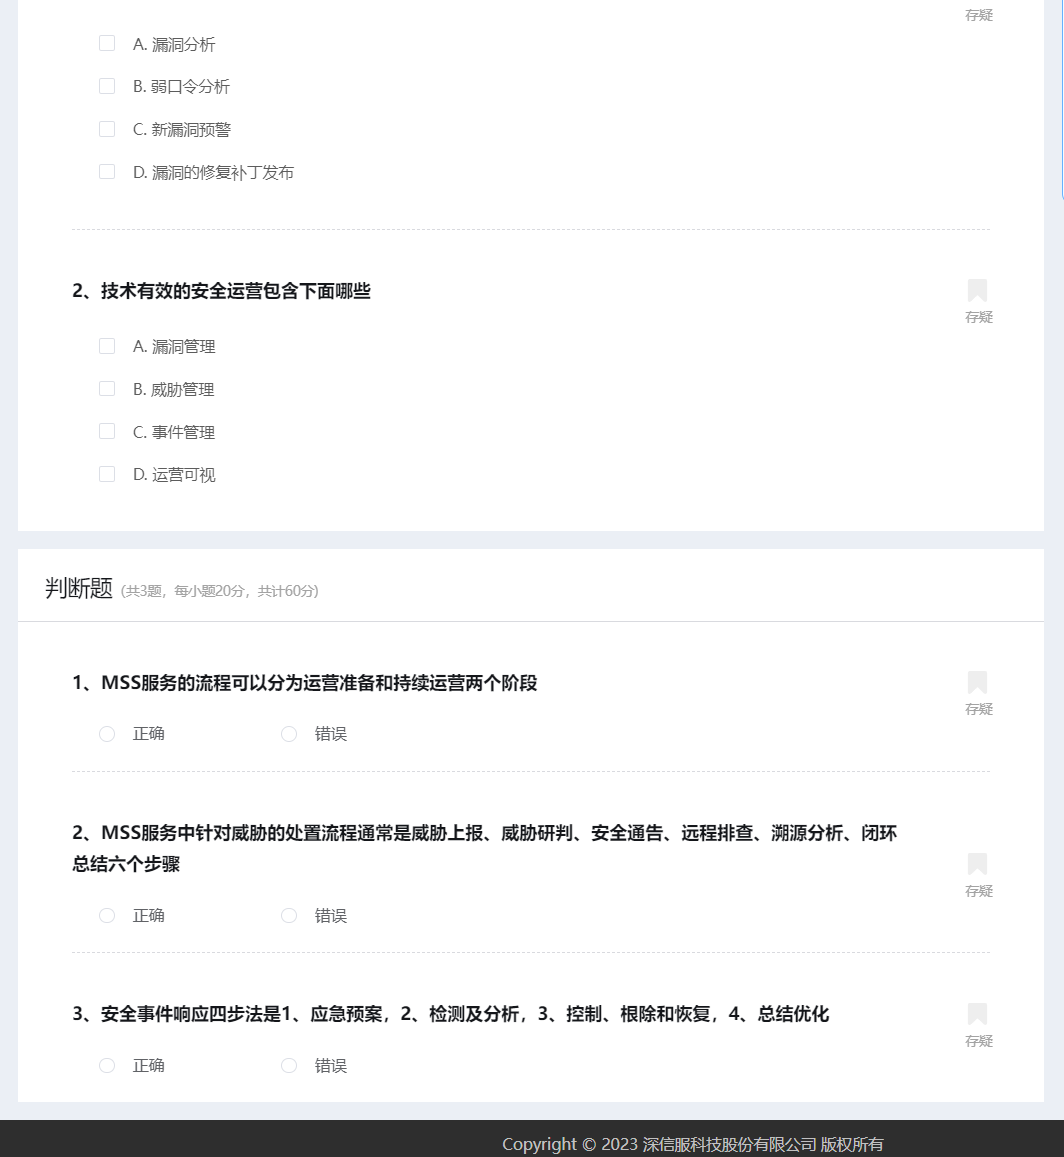 存疑
A. 漏洞分析
B. 弱口令分析
C. 新漏洞预警
D. 漏洞的修复补丁发布
2、技术有效的安全运营包含下面哪些
存疑
A. 漏洞管理
B. 威胁管理
C. 事件管理
D. 运营可视
判断题 (共3题，每小题20分，共计60分)
1、MSS服务的流程可以分为运营准备和持续运营两个阶段
存疑
正确 错误
2、MSS服务中针对威胁的处置流程通常是威胁上报、威胁研判、安全通告、远程排查、溯源分析、闭环
总结六个步骤
存疑
正确 错误
3、安全事件响应四步法是1、应急预案，2、检测及分析，3、控制、根除和恢复，4、总结优化
存疑
正确 错误
Copyright © 2023 深信服科技股份有限公司 版权所有